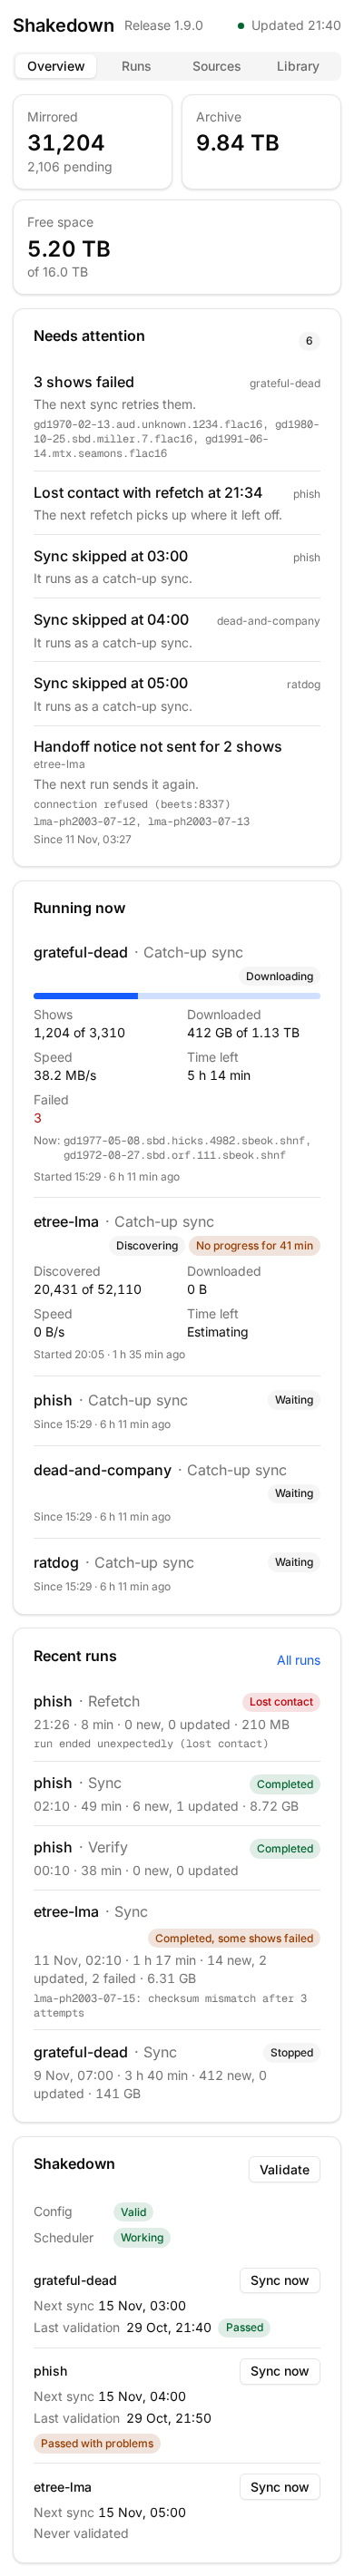 Shakedown Release 1.9.0 Updated 21:40
Overview Runs Sources Library
Mirrored
31,204
2,106 pending
Archive
9.84 TB
Free space
5.20 TB
of 16.0 TB
Needs attention 6
3 shows failed grateful-dead
The next sync retries them.
gd1970-02-13.aud.unknown.1234.flac16, gd1980-
10-25.sbd.miller.7.flac16, gd1991-06-
14.mtx.seamons.flac16
Lost contact with refetch at 21:34 phish
The next refetch picks up where it left off.
Sync skipped at 03:00 phish
It runs as a catch-up sync.
Sync skipped at 04:00 dead-and-company
It runs as a catch-up sync.
Sync skipped at 05:00 ratdog
It runs as a catch-up sync.
Handoff notice not sent for 2 shows
etree-lma
The next run sends it again.
connection refused (beets:8337)
lma-ph2003-07-12, lma-ph2003-07-13
Since 11 Nov, 03:27
Running now
grateful-dead · Catch-up sync
Downloading
Shows Downloaded
1,204 of 3,310 412 GB of 1.13 TB
Speed Time left
38.2 MB/s 5 h 14 min
Failed
3
Now: gd1977-05-08.sbd.hicks.4982.sbeok.shnf,
gd1972-08-27.sbd.orf.111.sbeok.shnf
Started 15:29 · 6 h 11 min ago
etree-lma · Catch-up sync
Discovering No progress for 41 min
Discovered Downloaded
20,431 of 52,110 0 B
Speed Time left
0 B/s Estimating
Started 20:05 · 1 h 35 min ago
phish · Catch-up sync Waiting
Since 15:29 · 6 h 11 min ago
dead-and-company · Catch-up sync
Waiting
Since 15:29 · 6 h 11 min ago
ratdog · Catch-up sync Waiting
Since 15:29 · 6 h 11 min ago
Recent runs All runs
phish · Refetch Lost contact
21:26 · 8 min · 0 new, 0 updated · 210 MB
run ended unexpectedly (lost contact)
phish · Sync Completed
02:10 · 49 min · 6 new, 1 updated · 8.72 GB
phish · Verify Completed
00:10 · 38 min · 0 new, 0 updated
etree-lma · Sync
Completed, some shows failed
11 Nov, 02:10 · 1 h 17 min · 14 new, 2
updated, 2 failed · 6.31 GB
lma-ph2003-07-15: checksum mismatch after 3
attempts
grateful-dead · Sync Stopped
9 Nov, 07:00 · 3 h 40 min · 412 new, 0
updated · 141 GB
Shakedown Validate
Config Valid
Scheduler Working
grateful-dead Sync now
Next sync 15 Nov, 03:00
Last validation 29 Oct, 21:40 Passed
phish Sync now
Next sync 15 Nov, 04:00
Last validation 29 Oct, 21:50
Passed with problems
etree-lma Sync now
Next sync 15 Nov, 05:00
Never validated